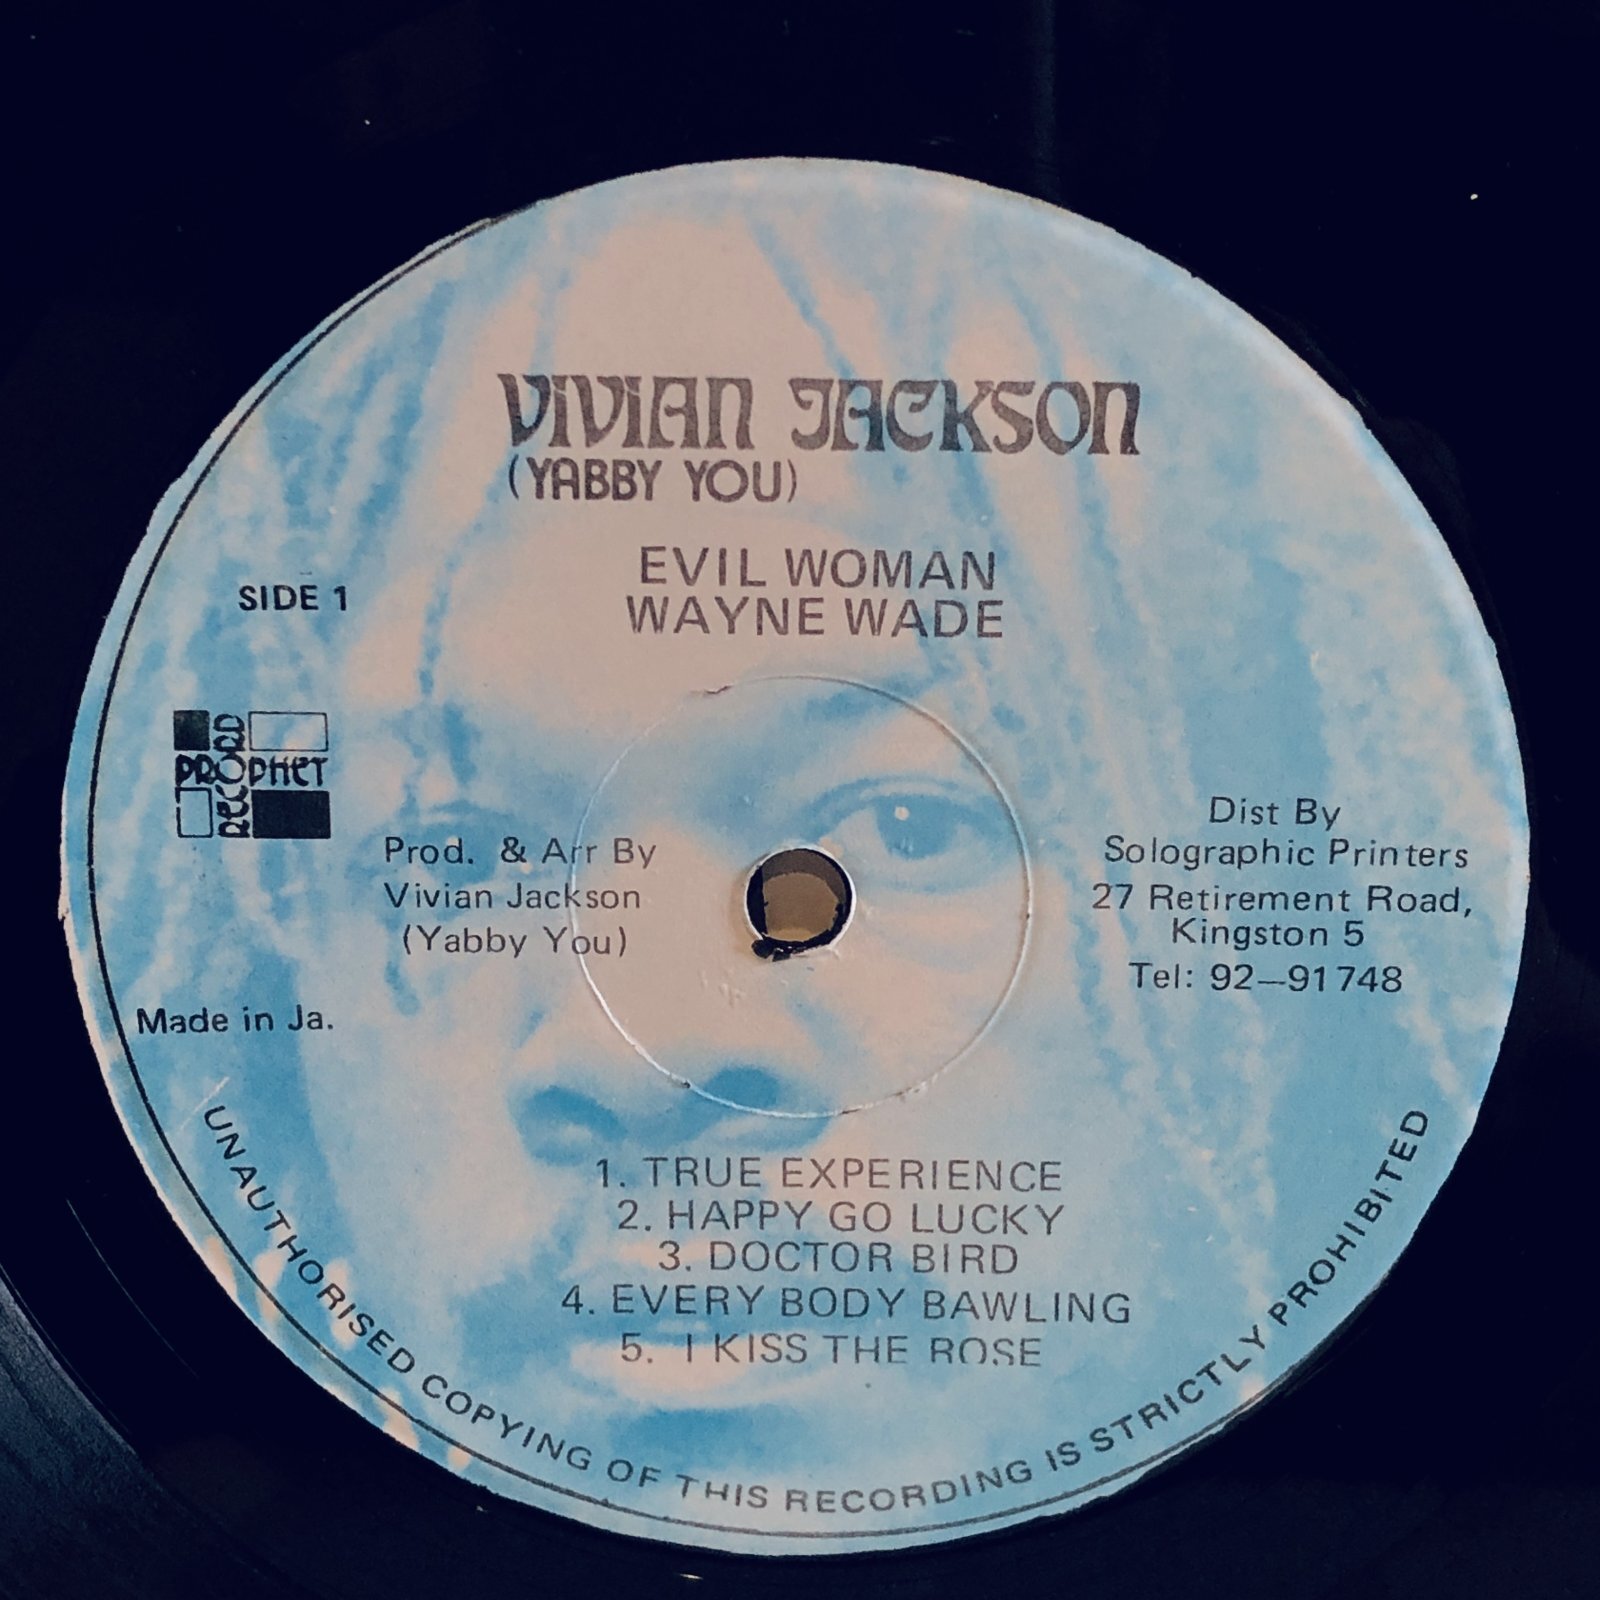 VIVIAN JACKSON
(YABBY YOU)
EVIL WOMAN
WAYNE WADE
SIDE 1
RECORD
PROPHET
Prod. & Arr By
Vivian Jackson
(Yabby You)
Made in Ja.
Dist By
Solographic Printers
27 Retirement Road,
Kingston 5
Tel: 92—91748
1. TRUE EXPERIENCE
2. HAPPY GO LUCKY
3. DOCTOR BIRD
4. EVERY BODY BAWLING
5. I KISS THE ROSE
UNAUTHORISED COPYING OF THIS RECORDING IS STRICTLY PROHIBITED